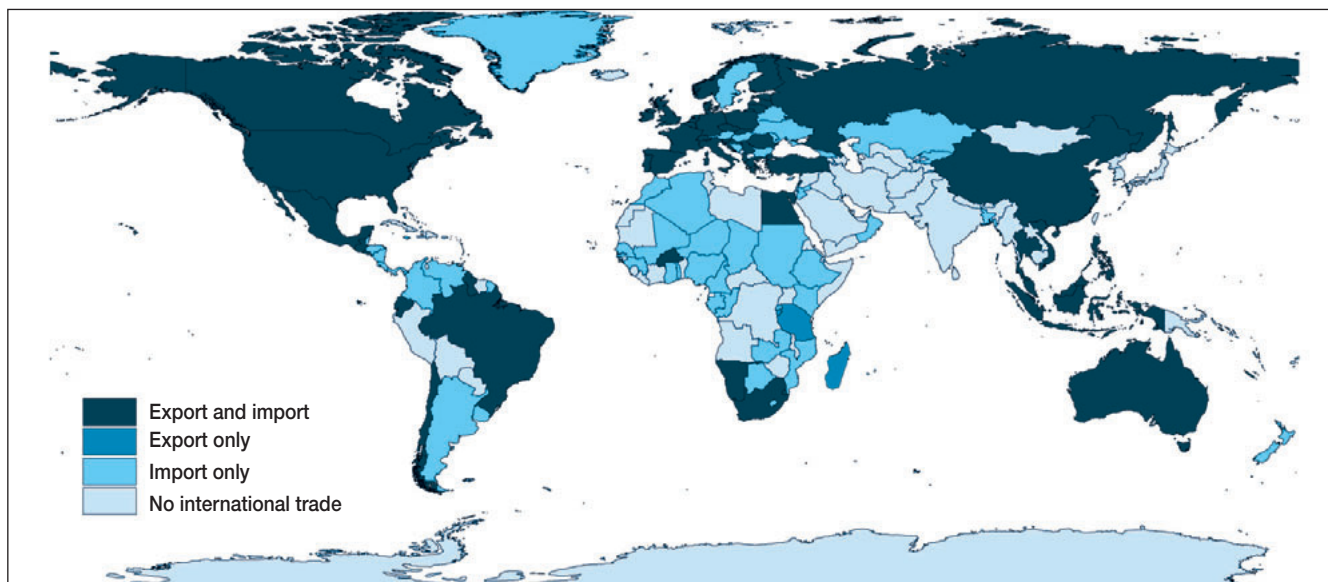 Export and import
Export only
Import only
No international trade